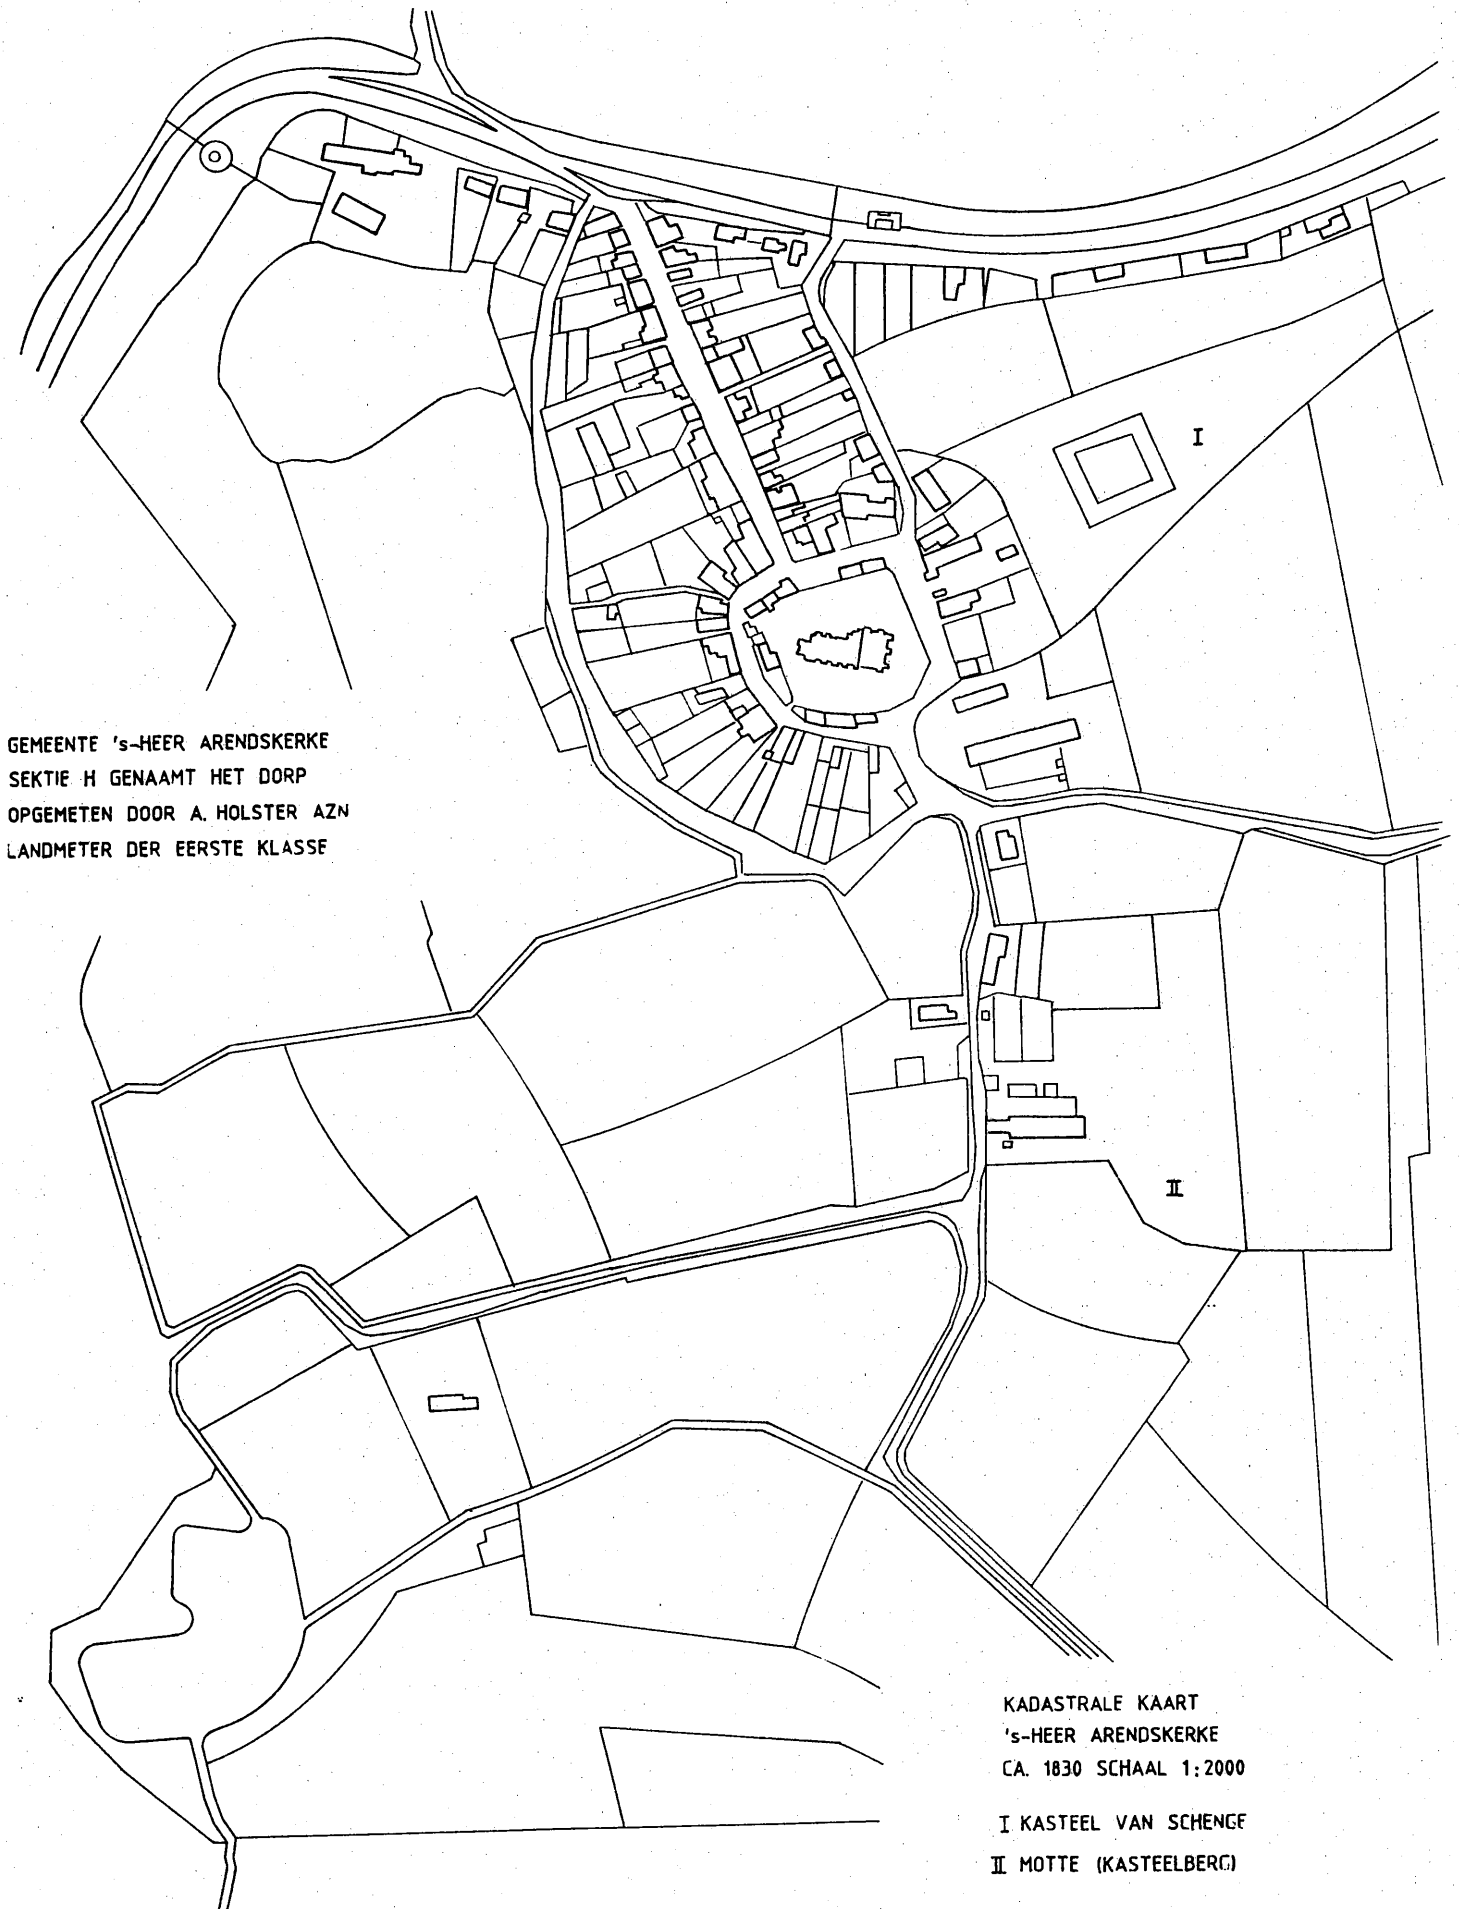 I
GEMEENTE 's-HEER ARENDSKERKE
SEKTIE H GENAAMT HET DORP
OPGEMETEN DOOR A. HOLSTER AZN
LANDMETER DER EERSTE KLASSE
II
KADASTRALE KAART
's-HEER ARENDSKERKE
CA. 1830 SCHAAL 1:2000
I KASTEEL VAN SCHENGE
II MOTTE (KASTEELBERG)